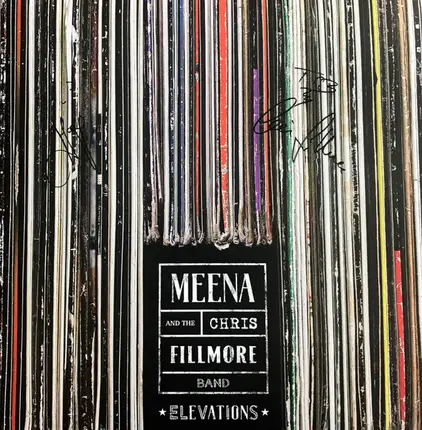 MEENA
AND THE CHRIS
FILLMORE
BAND
★ ELEVATIONS ★